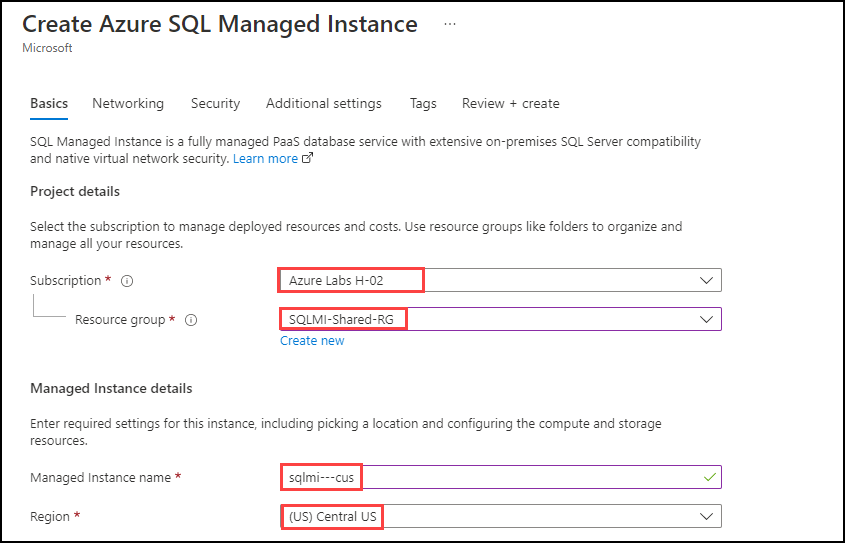 Create Azure SQL Managed Instance ...
Microsoft
Basics Networking Security Additional settings Tags Review + create
SQL Managed Instance is a fully managed PaaS database service with extensive on-premises SQL Server compatibility
and native virtual network security. Learn more
Project details
Select the subscription to manage deployed resources and costs. Use resource groups like folders to organize and
manage all your resources.
Subscription * Azure Labs H-02
Resource group * SQLMI-Shared-RG
Create new
Managed Instance details
Enter required settings for this instance, including picking a location and configuring the compute and storage
resources.
Managed Instance name * sqlmi---cus
Region * (US) Central US